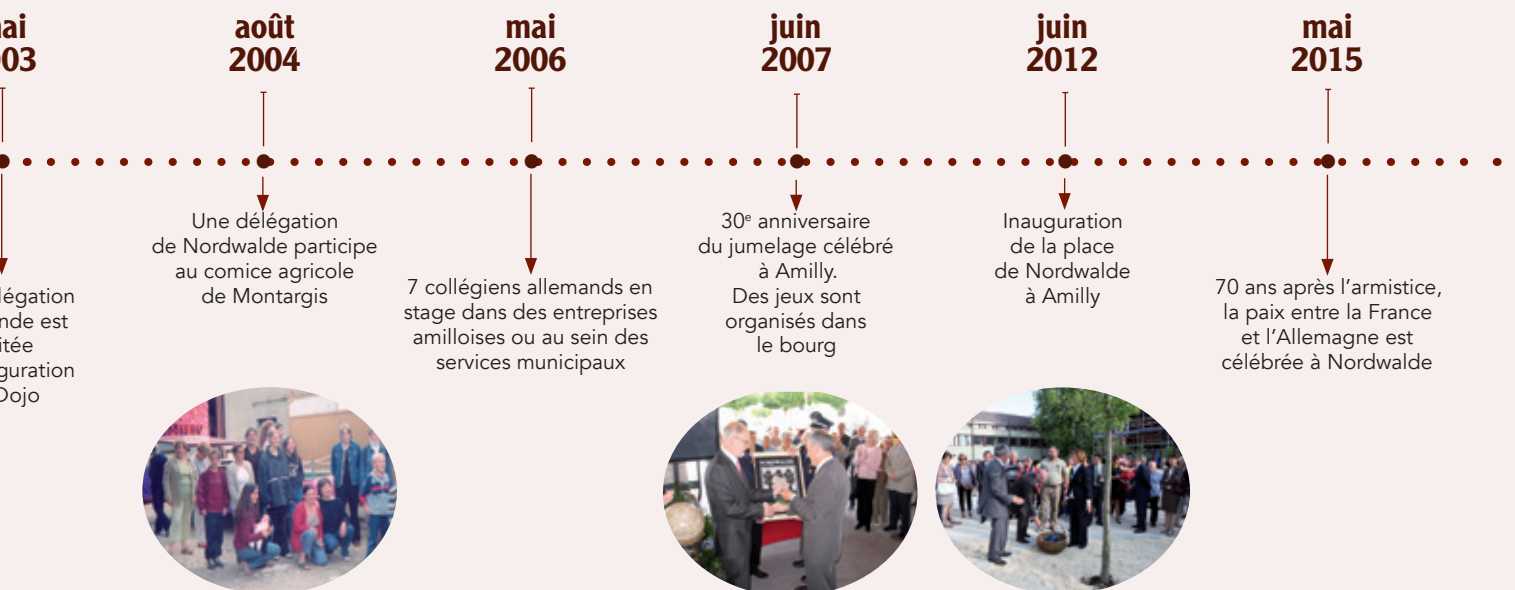 août
2004
mai
2006
juin
2007
juin
2012
mai
2015
Une délégation
de Nordwalde participe
au comice agricole
de Montargis
7 collégiens allemands en
stage dans des entreprises
amilloises ou au sein des
services municipaux
30e anniversaire
du jumelage célébré
à Amilly.
Des jeux sont
organisés dans
le bourg
Inauguration
de la place
de Nordwalde
à Amilly
70 ans après l’armistice,
la paix entre la France
et l’Allemagne est
célébrée à Nordwalde
est
Dojo